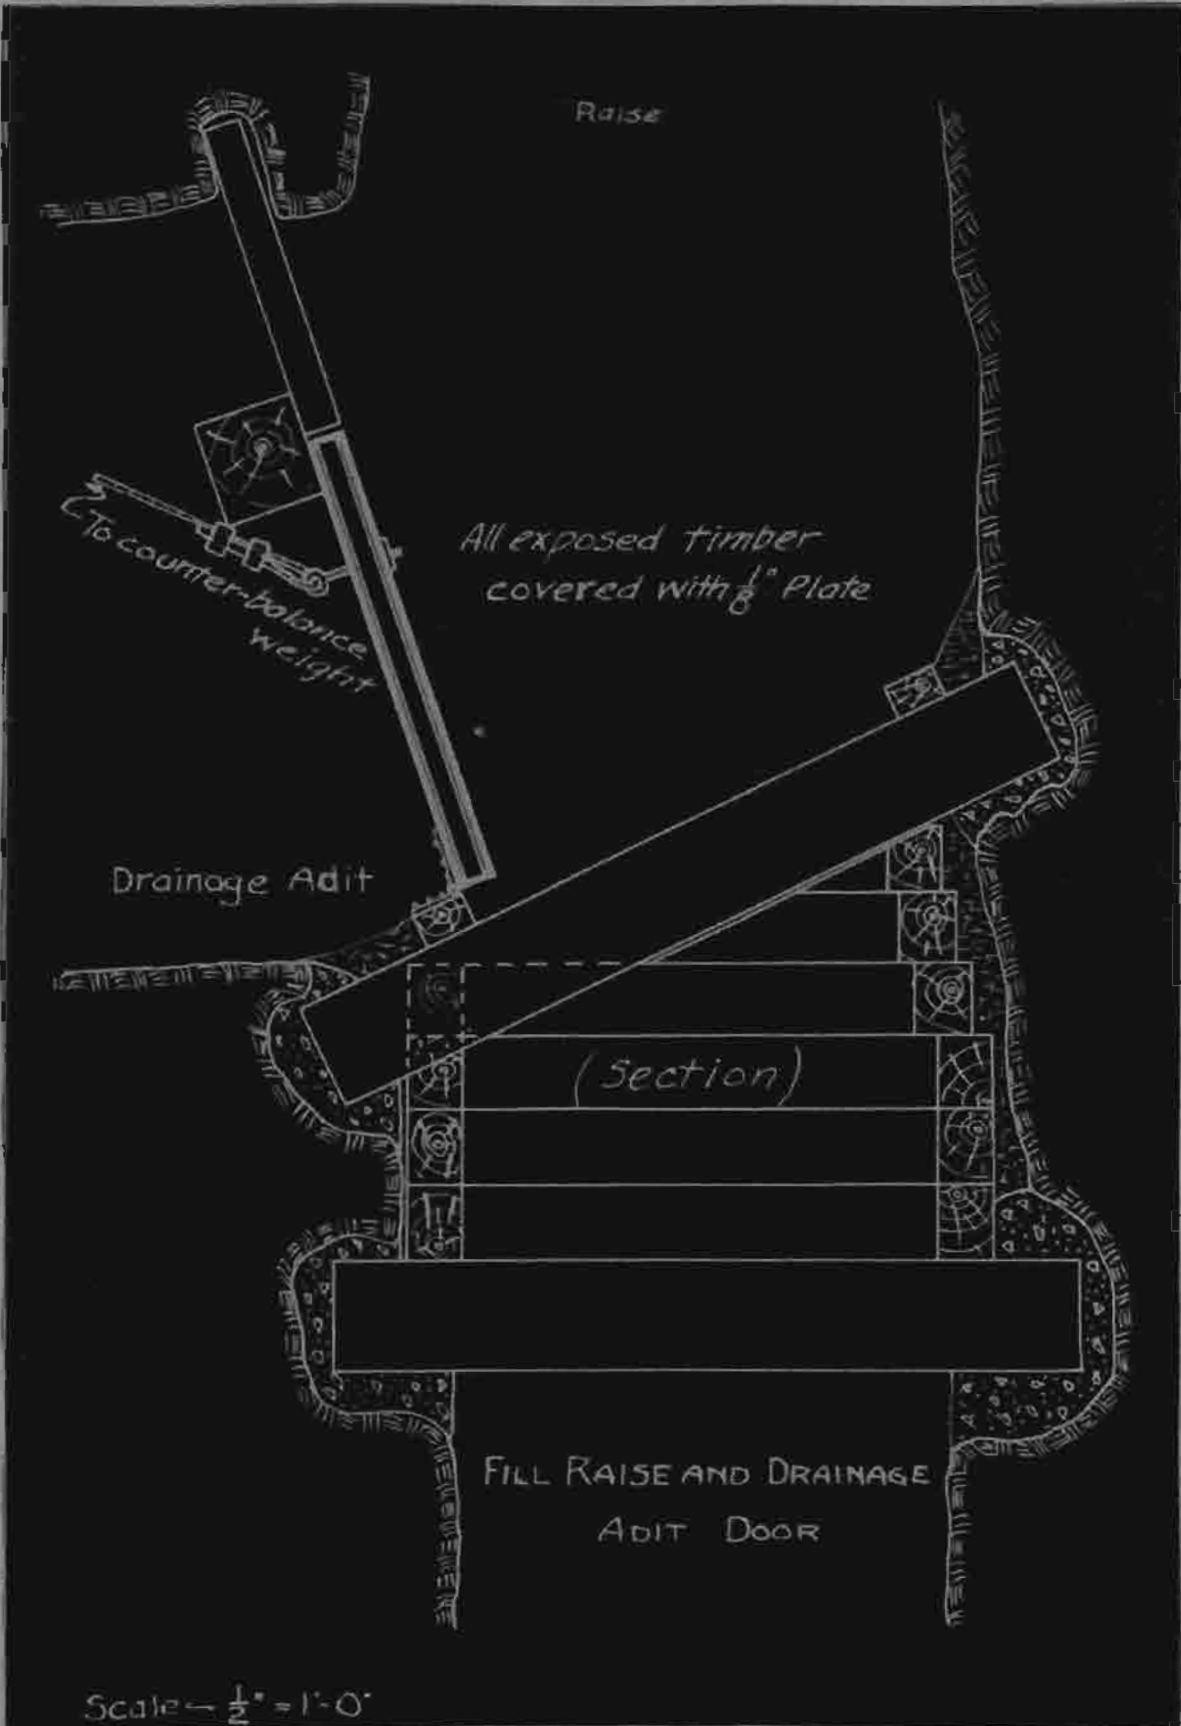 Raise
All exposed timber
covered with 1/8" Plate
To counter-balance
weight
Drainage Adit
(Section)
FILL RAISE AND DRAINAGE
ADIT DOOR
Scale - 1/2" = 1'-0"